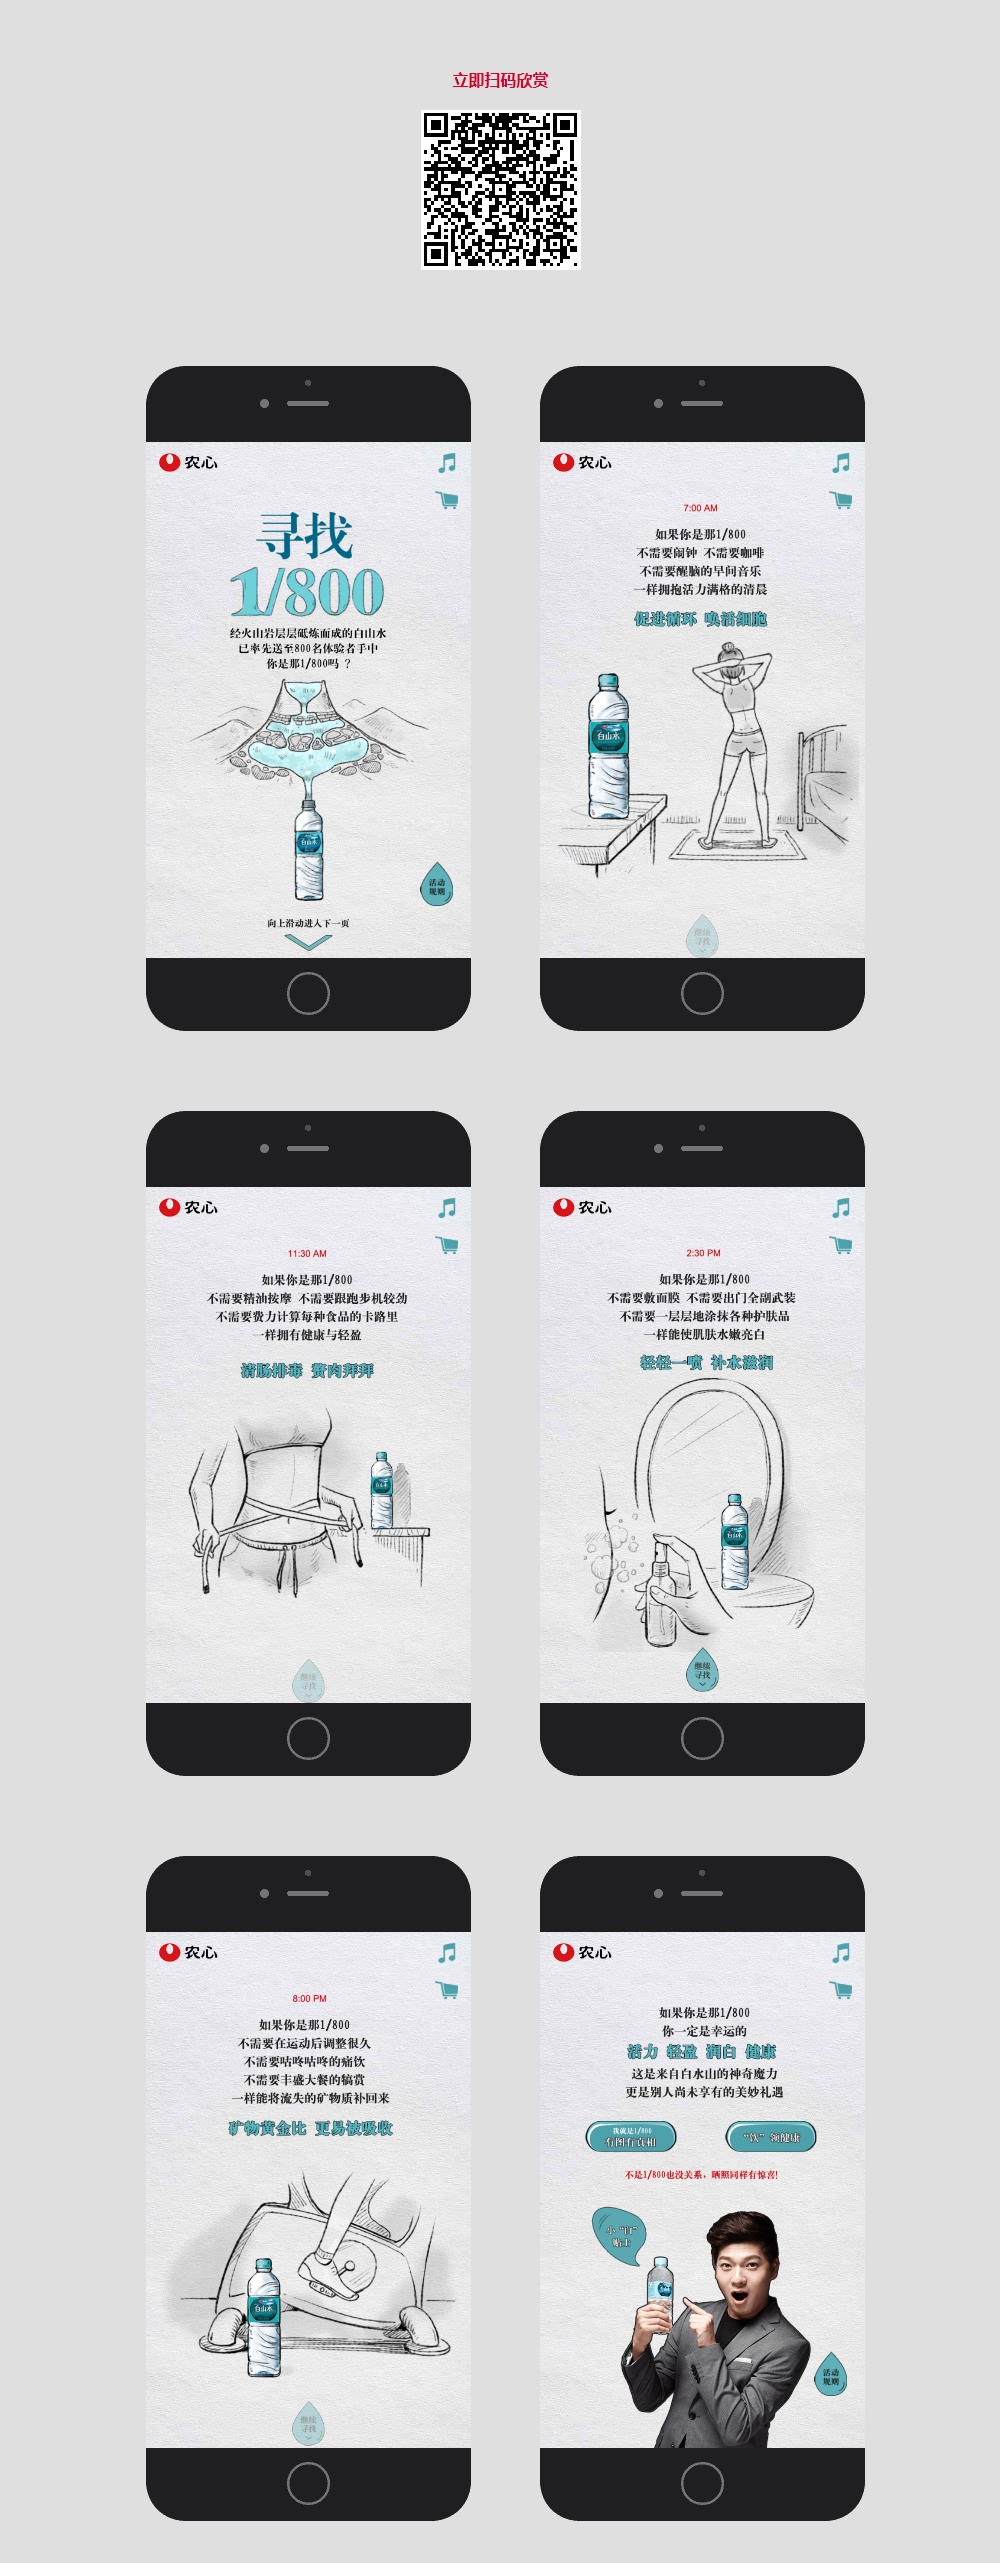 立即扫码欣赏
农心
寻找
1/800
经火山岩层层砥炼而成的白山水
已率先送至800名体验者手中
你是那1/800吗 ？
白山水
活动
规则
向上滑动进入下一页
农心
7:00 AM
如果你是那1/800
不需要闹钟 不需要咖啡
不需要醒脑的早间音乐
一样拥抱活力满格的清晨
促进循环 唤活细胞
白山水
继续
寻找
农心
11:30 AM
如果你是那1/800
不需要精油按摩 不需要跟跑步机较劲
不需要费力计算每种食品的卡路里
一样拥有健康与轻盈
清肠排毒 赘肉拜拜
白山水
继续
寻找
农心
2:30 PM
如果你是那1/800
不需要敷面膜 不需要出门全副武装
不需要一层层地涂抹各种护肤品
一样能使肌肤水嫩亮白
轻轻一喷 补水滋润
白山水
继续
寻找
农心
8:00 PM
如果你是那1/800
不需要在运动后调整很久
不需要咕咚咕咚的痛饮
不需要丰盛大餐的犒赏
一样能将流失的矿物质补回来
矿物黄金比 更易被吸收
白山水
继续
寻找
农心
如果你是那1/800
你一定是幸运的
活力 轻盈 润白 健康
这是来自白水山的神奇魔力
更是别人尚未享有的美妙礼遇
我就是1/800
有图有真相
“饮”领健康
不是1/800也没关系，晒照同样有惊喜!
小“白”
贴士
活动
规则